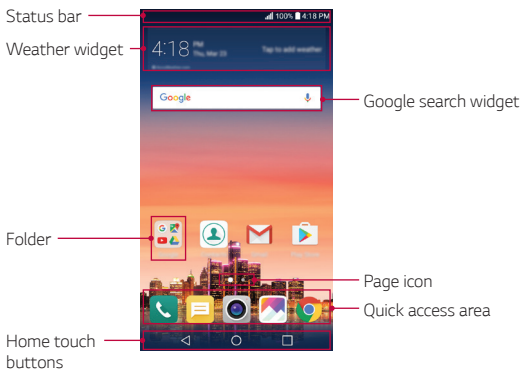 Status bar
100% 4:18 PM
Weather widget
4:18 PM
Thu, Mar 23
Tap to add weather
Google
Google search widget
Folder
Page icon
Quick access area
Home touch
buttons